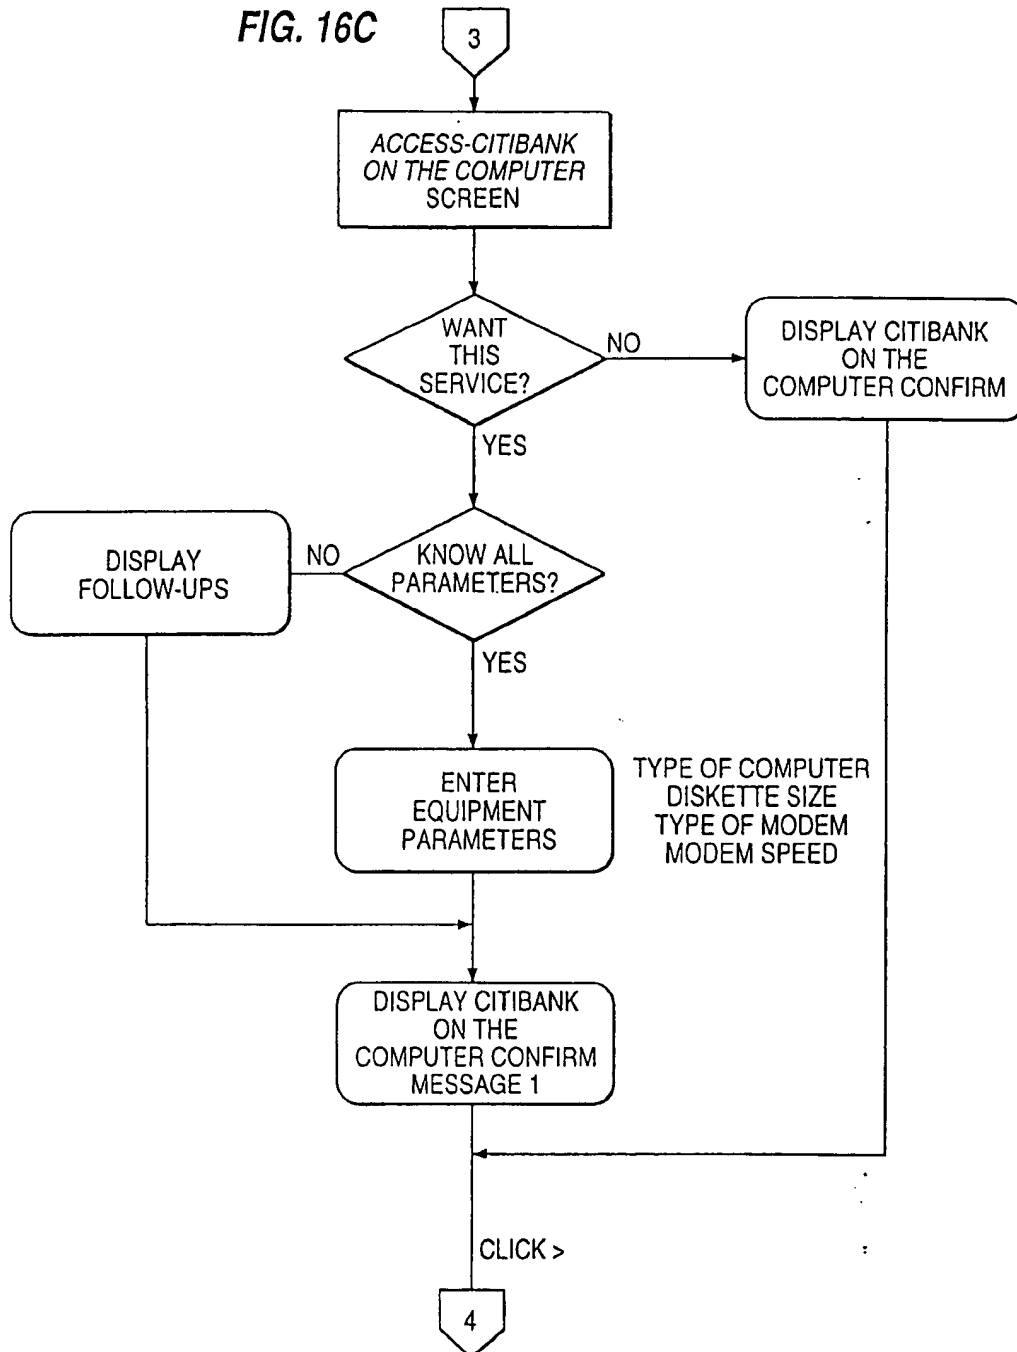 FIG. 16C
3
ACCESS-CITIBANK
ON THE COMPUTER
SCREEN
WANT
THIS
SERVICE?
NO
DISPLAY CITIBANK
ON THE
COMPUTER CONFIRM
YES
DISPLAY
FOLLOW-UPS
NO
KNOW ALL
PARAMETERS?
YES
ENTER
EQUIPMENT
PARAMETERS
TYPE OF COMPUTER
DISKETTE SIZE
TYPE OF MODEM
MODEM SPEED
DISPLAY CITIBANK
ON THE
COMPUTER CONFIRM
MESSAGE 1
CLICK >
4